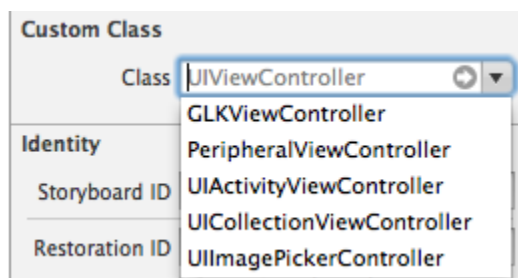 Custom Class
Class UIViewController
GLKViewController
Identity
PeripheralViewController
Storyboard ID UIActivityViewController
UICollectionViewController
Restoration ID UIImagePickerController